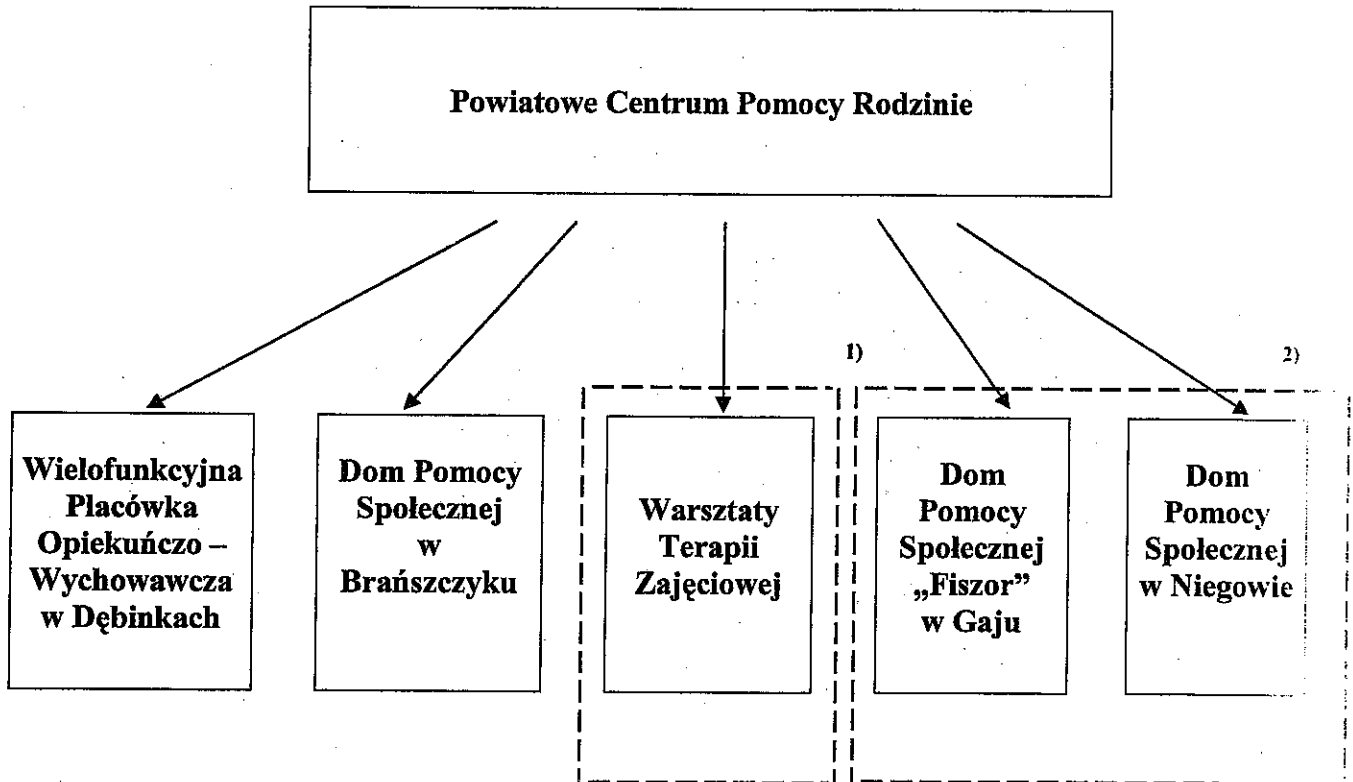 Powiatowe Centrum Pomocy Rodzinie
1)
2)
Wielofunkcyjna
Placówka
Opiekuńczo –
Wychowawcza
w Dębinkach
Dom Pomocy
Społecznej
w
Brańszczyku
Warsztaty
Terapii
Zajęciowej
Dom
Pomocy
Społecznej
„Fiszor”
w Gaju
Dom
Pomocy
Społecznej
w Niegowie